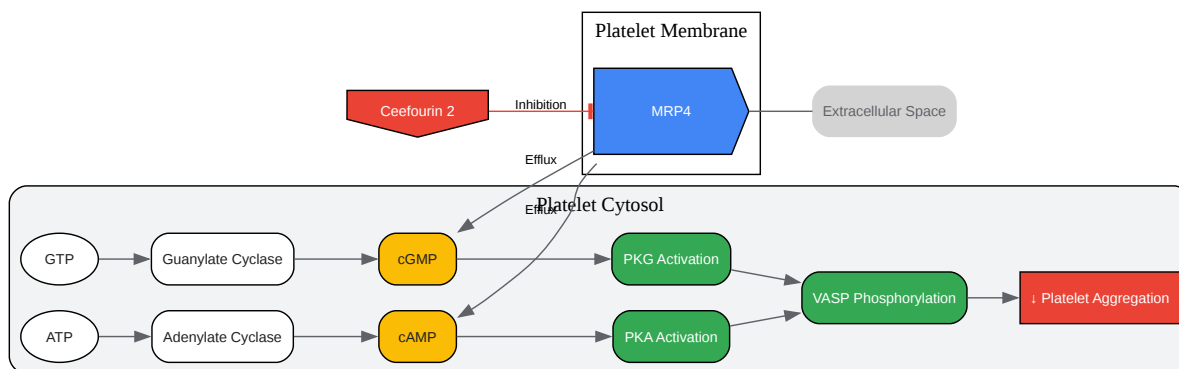 Platelet Membrane
Ceefourin 2
Inhibition
MRP4
Extracellular Space
Efflux
Efflux
Platelet Cytosol
GTP
Guanylate Cyclase
cGMP
PKG Activation
VASP Phosphorylation
↓ Platelet Aggregation
ATP
Adenylate Cyclase
cAMP
PKA Activation